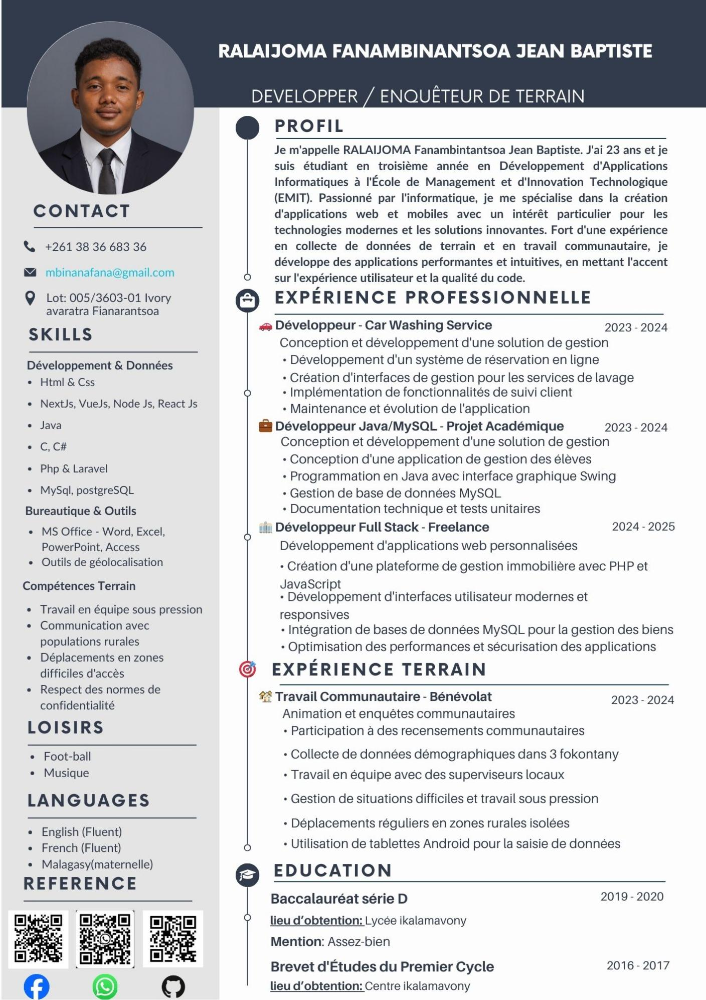 RALAIJOMA FANAMBINANTSOA JEAN BAPTISTE
DEVELOPPER / ENQUÊTEUR DE TERRAIN
CONTACT
+261 38 36 683 36
mbinanafana@gmail.com
Lot: 005/3603-01 Ivory
avaratra Fianarantsoa
SKILLS
Développement & Données
• Html & Css
• NextJs, VueJs, Node Js, React Js
• Java
• C, C#
• Php & Laravel
• MySql, postgreSQL
Bureautique & Outils
• MS Office - Word, Excel,
PowerPoint, Access
• Outils de géolocalisation
Compétences Terrain
• Travail en équipe sous pression
• Communication avec
populations rurales
• Déplacements en zones
difficiles d'accès
• Respect des normes de
confidentialité
LOISIRS
• Foot-ball
• Musique
LANGUAGES
• English (Fluent)
• French (Fluent)
• Malagasy(maternelle)
REFERENCE
PROFIL
Je m'appelle RALAIJOMA Fanambintantsoa Jean Baptiste. J'ai 23 ans et je
suis étudiant en troisième année en Développement d'Applications
Informatiques à l'École de Management et d'Innovation Technologique
(EMIT). Passionné par l'informatique, je me spécialise dans la création
d'applications web et mobiles avec un intérêt particulier pour les
technologies modernes et les solutions innovantes. Fort d'une expérience
en collecte de données de terrain et en travail communautaire, je
développe des applications performantes et intuitives, en mettant l'accent
sur l'expérience utilisateur et la qualité du code.
EXPÉRIENCE PROFESSIONNELLE
Développeur - Car Washing Service 2023 - 2024
Conception et développement d'une solution de gestion
• Développement d'un système de réservation en ligne
• Création d'interfaces de gestion pour les services de lavage
• Implémentation de fonctionnalités de suivi client
• Maintenance et évolution de l'application
Développeur Java/MySQL - Projet Académique 2023 - 2024
Conception et développement d'une solution de gestion
• Conception d'une application de gestion des élèves
• Programmation en Java avec interface graphique Swing
• Gestion de base de données MySQL
• Documentation technique et tests unitaires
Développeur Full Stack - Freelance 2024 - 2025
Développement d'applications web personnalisées
• Création d'une plateforme de gestion immobilière avec PHP et
JavaScript
• Développement d'interfaces utilisateur modernes et
responsives
• Intégration de bases de données MySQL pour la gestion des biens
• Optimisation des performances et sécurisation des applications
EXPÉRIENCE TERRAIN
Travail Communautaire - Bénévolat 2023 - 2024
Animation et enquêtes communautaires
• Participation à des recensements communautaires
• Collecte de données démographiques dans 3 fokontany
• Travail en équipe avec des superviseurs locaux
• Gestion de situations difficiles et travail sous pression
• Déplacements réguliers en zones rurales isolées
• Utilisation de tablettes Android pour la saisie de données
EDUCATION
Baccalauréat série D 2019 - 2020
lieu d’obtention: Lycée ikalamavony
Mention: Assez-bien
Brevet d'Études du Premier Cycle 2016 - 2017
lieu d’obtention: Centre ikalamavony